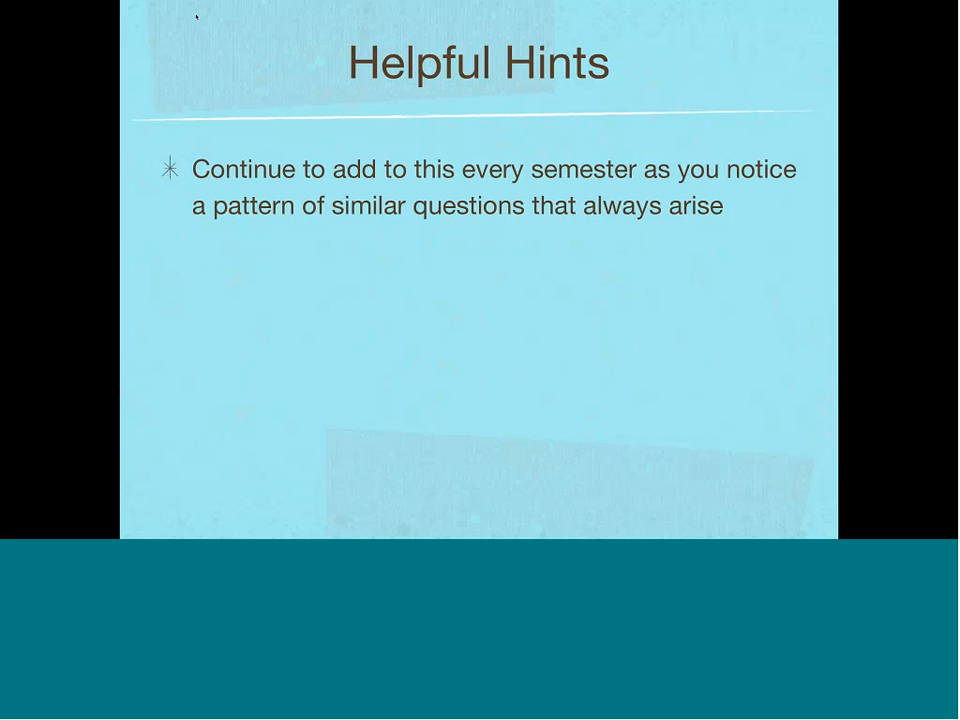 Helpful Hints
Continue to add to this every semester as you notice
a pattern of similar questions that always arise